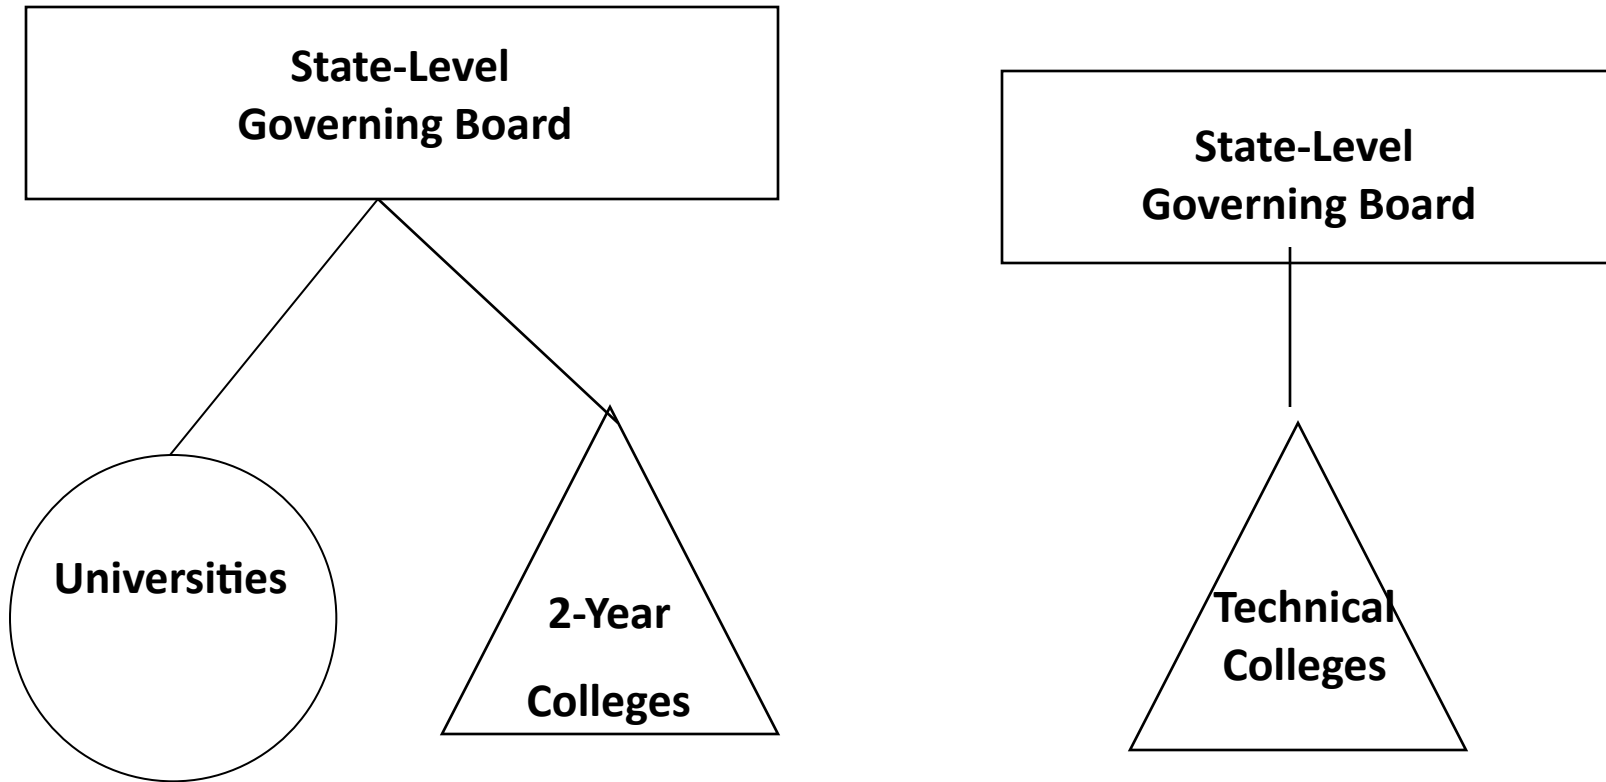 State-Level
Governing Board
State-Level
Governing Board
Universities
2-Year
Colleges
Technical
Colleges